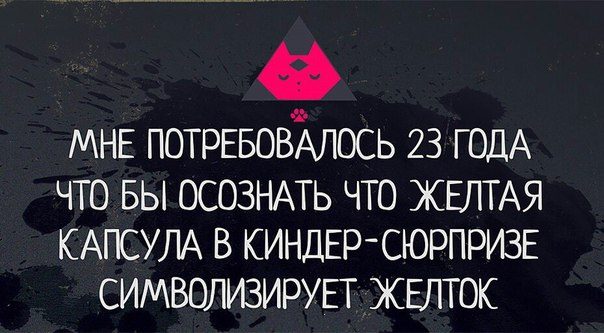 МНЕ ПОТРЕБОВАЛОСЬ 23 ГОДА
ЧТО БЫ ОСОЗНАТЬ ЧТО ЖЕЛТАЯ
КАПСУЛА В КИНДЕР-СЮРПРИЗЕ
СИМВОЛИЗИРУЕТ ЖЕЛТОК